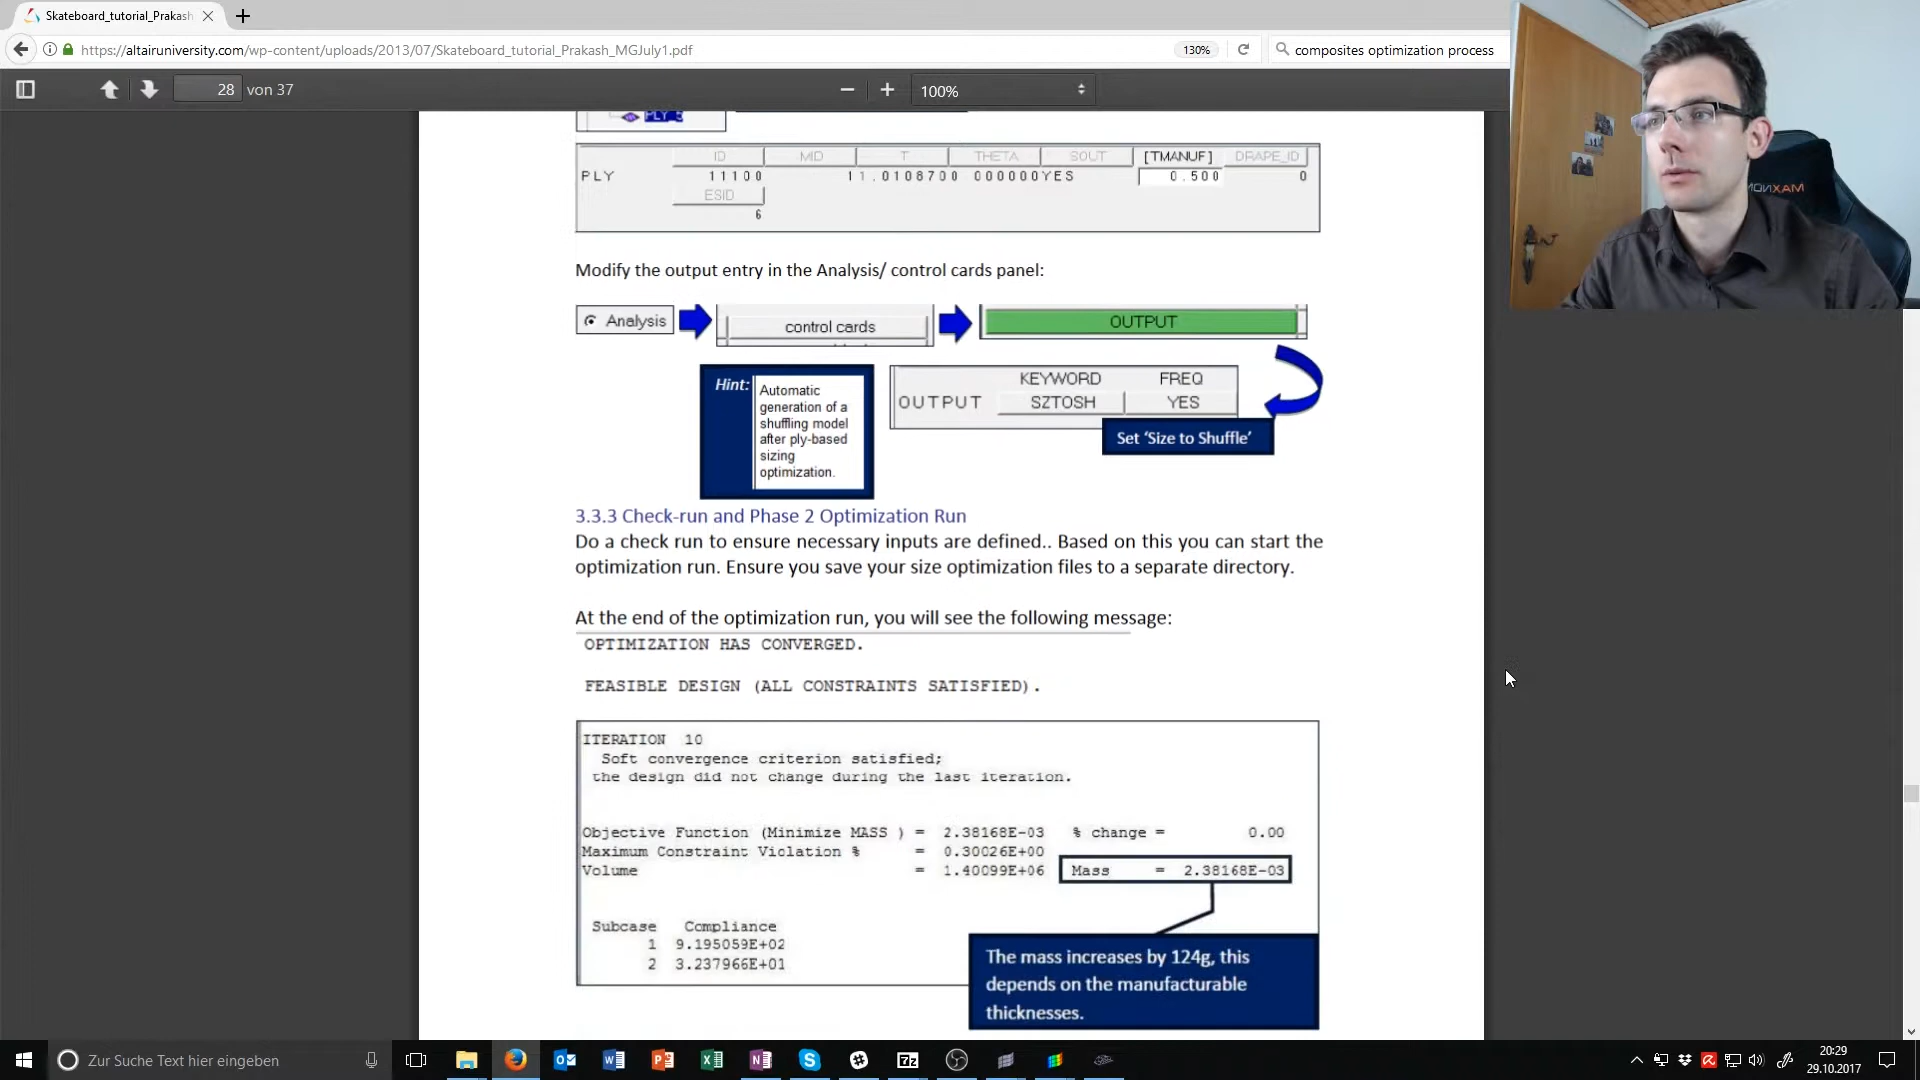 Skateboard_tutorial_Prakash
https://altairuniversity.com/wp-content/uploads/2013/07/Skateboard_tutorial_Prakash_MGJuly1.pdf
130%
composites optimization process
28 von 37
100%
PLY_5
ID MID T THETA SOUT [TMANUF] DRAPE_ID
PLY 11100 11.0108700 000000YES 0.500 0
ESID
6
Modify the output entry in the Analysis/ control cards panel:
Analysis control cards OUTPUT
Hint:
Automatic
generation of a
shuffling model
after ply-based
sizing
optimization.
KEYWORD FREQ
OUTPUT SZTOSH YES
Set ‘Size to Shuffle’
3.3.3 Check-run and Phase 2 Optimization Run
Do a check run to ensure necessary inputs are defined.. Based on this you can start the
optimization run. Ensure you save your size optimization files to a separate directory.
At the end of the optimization run, you will see the following message:
OPTIMIZATION HAS CONVERGED.
FEASIBLE DESIGN (ALL CONSTRAINTS SATISFIED).
ITERATION 10
Soft convergence criterion satisfied;
the design did not change during the last iteration.
Objective Function (Minimize MASS ) = 2.38168E-03 % change = 0.00
Maximum Constraint Violation % = 0.30026E+00
Volume = 1.40099E+06 Mass = 2.38168E-03
Subcase Compliance
1 9.195059E+02
2 3.237966E+01
The mass increases by 124g, this
depends on the manufacturable
thicknesses.
MAXNOM
Zur Suche Text hier eingeben
20:29
29.10.2017